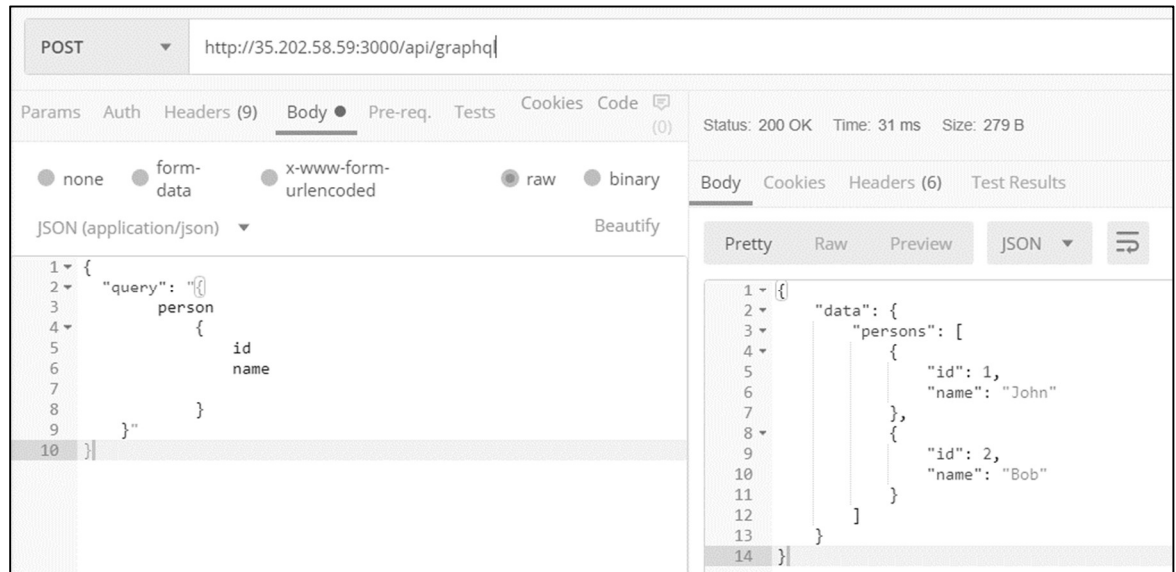 POST http://35.202.58.59:3000/api/graphql
Params Auth Headers (9) Body Pre-req. Tests Cookies Code (0)
none form-data x-www-form-urlencoded raw binary
JSON (application/json) Beautify
1 {
2 "query": "{
3 person
4 {
5 id
6 name
7
8 }
9 }"
10 }
Status: 200 OK Time: 31 ms Size: 279 B
Body Cookies Headers (6) Test Results
Pretty Raw Preview JSON
1 {
2 "data": {
3 "persons": [
4 {
5 "id": 1,
6 "name": "John"
7 },
8 {
9 "id": 2,
10 "name": "Bob"
11 }
12 ]
13 }
14 }